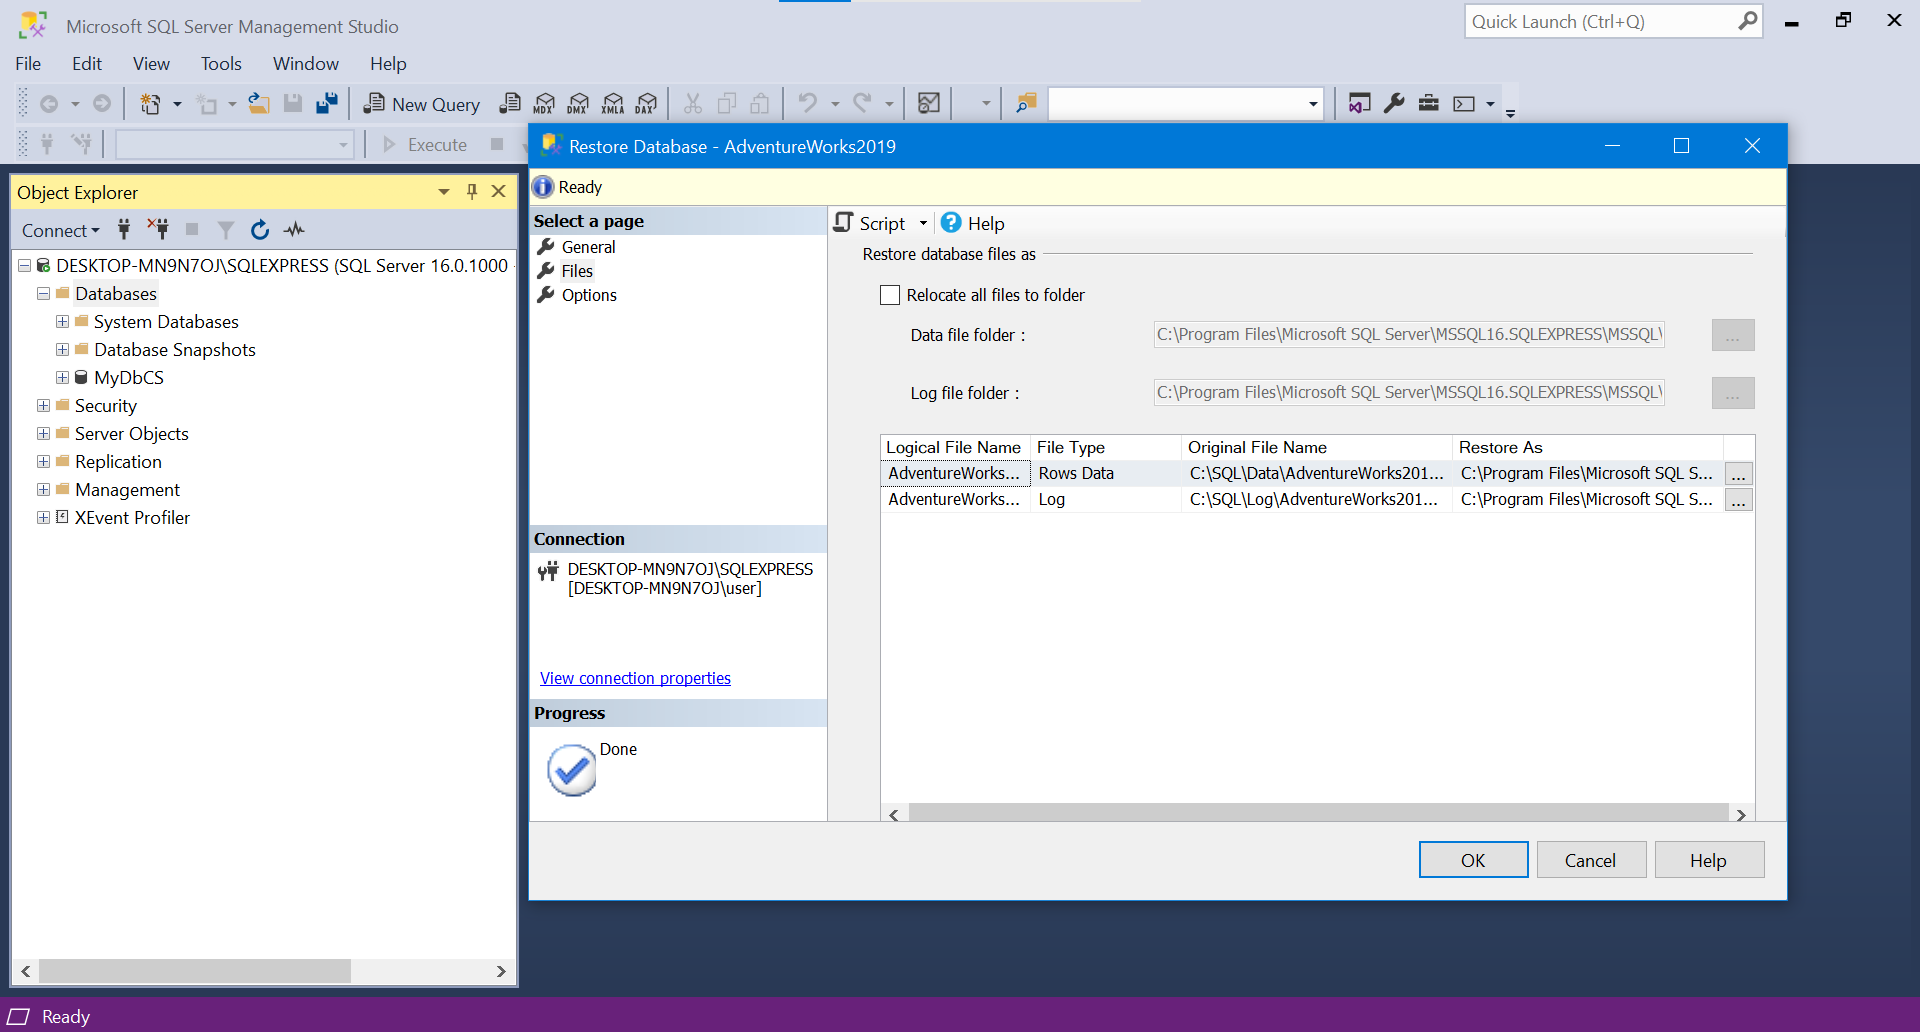 Microsoft SQL Server Management Studio
Quick Launch (Ctrl+Q)
File Edit View Tools Window Help
New Query MDX DMX XMLA DAX
Execute
Object Explorer
Connect
DESKTOP-MN9N7OJ\SQLEXPRESS (SQL Server 16.0.1000 -
Databases
System Databases
Database Snapshots
MyDbCS
Security
Server Objects
Replication
Management
XEvent Profiler
Restore Database - AdventureWorks2019
Ready
Select a page
General
Files
Options
Connection
DESKTOP-MN9N7OJ\SQLEXPRESS
[DESKTOP-MN9N7OJ\user]
View connection properties
Progress
Done
Script Help
Restore database files as
Relocate all files to folder
Data file folder : C:\Program Files\Microsoft SQL Server\MSSQL16.SQLEXPRESS\MSSQL\ ...
Log file folder : C:\Program Files\Microsoft SQL Server\MSSQL16.SQLEXPRESS\MSSQL\ ...
Logical File Name File Type Original File Name Restore As
AdventureWorks... Rows Data C:\SQL\Data\AdventureWorks201... C:\Program Files\Microsoft SQL S... ...
AdventureWorks... Log C:\SQL\Log\AdventureWorks201... C:\Program Files\Microsoft SQL S... ...
OK Cancel Help
Ready